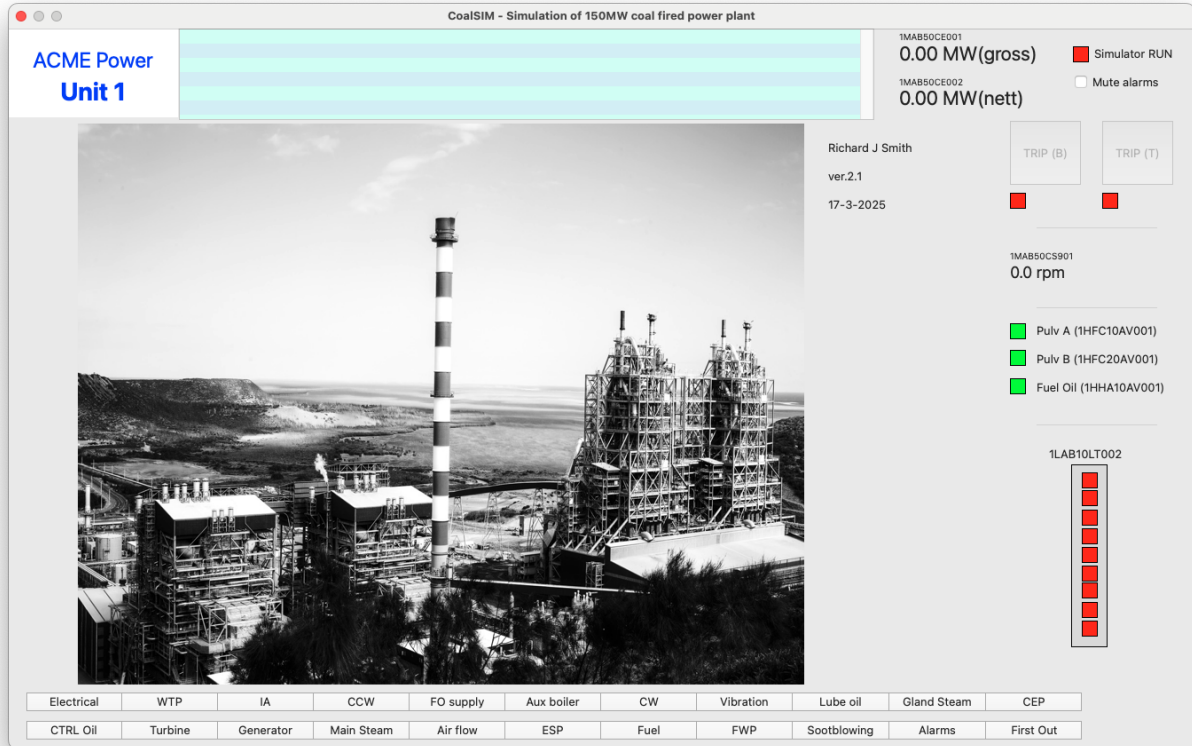 CoalSIM - Simulation of 150MW coal fired power plant
ACME Power
Unit 1
1MAB50CE001
0.00 MW(gross)
1MAB50CE002
0.00 MW(nett)
Simulator RUN
Mute alarms
Richard J Smith
ver.2.1
17-3-2025
TRIP (B)
TRIP (T)
1MAB50CS901
0.0 rpm
Pulv A (1HFC10AV001)
Pulv B (1HFC20AV001)
Fuel Oil (1HHA10AV001)
1LAB10LT002
Electrical WTP IA CCW FO supply Aux boiler CW Vibration Lube oil Gland Steam CEP
CTRL Oil Turbine Generator Main Steam Air flow ESP Fuel FWP Sootblowing Alarms First Out